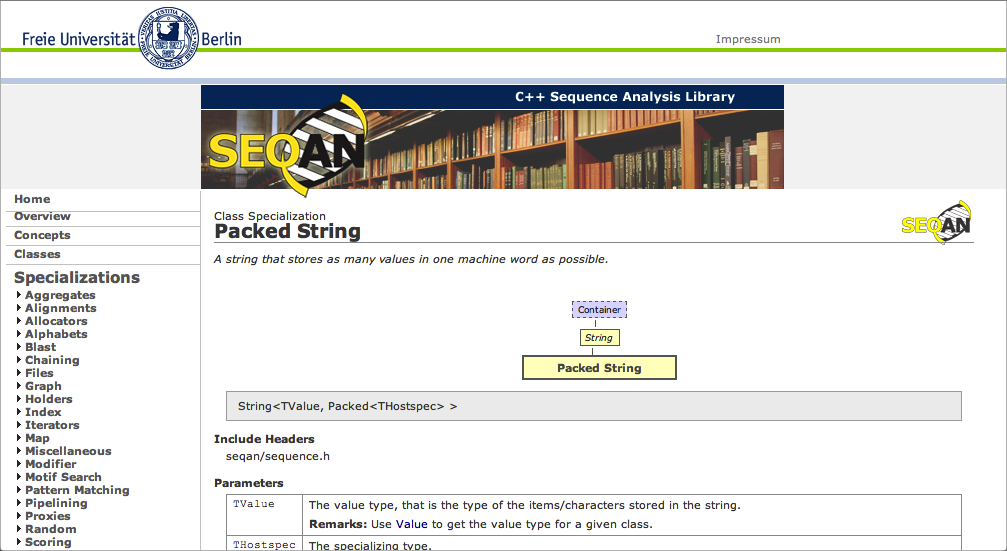 Freie Universität Berlin
Impressum
C++ Sequence Analysis Library
SEQAN
Home
Overview
Concepts
Classes
Specializations
Aggregates
Alignments
Allocators
Alphabets
Blast
Chaining
Files
Graph
Holders
Index
Iterators
Map
Miscellaneous
Modifier
Motif Search
Pattern Matching
Pipelining
Proxies
Random
Scoring
Class Specialization
Packed String
SEQAN
A string that stores as many values in one machine word as possible.
Container
String
Packed String
String<TValue, Packed<THostspec> >
Include Headers
seqan/sequence.h
Parameters
TValue The value type, that is the type of the items/characters stored in the string.
Remarks: Use Value to get the value type for a given class.
THostspec The specializing type.